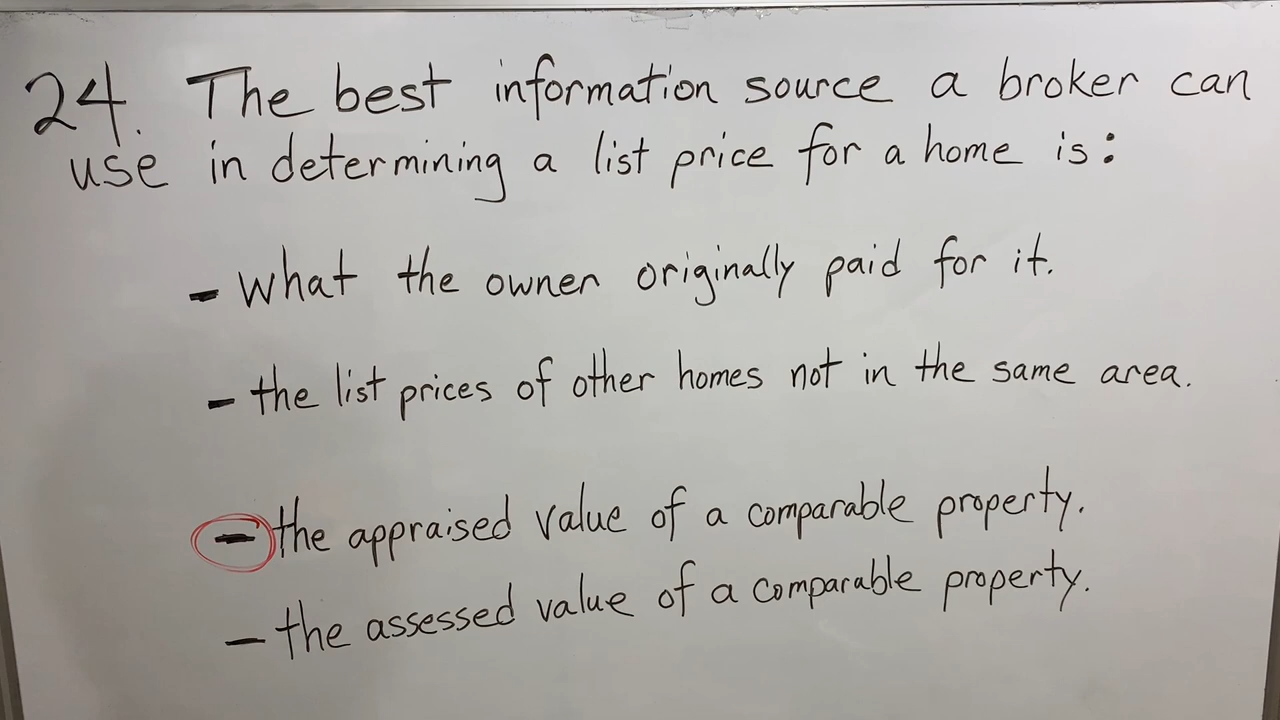 24. The best information source a broker can
use in determining a list price for a home is:
- what the owner originally paid for it.
- the list prices of other homes not in the same area.
- the appraised value of a comparable property.
- the assessed value of a comparable property.